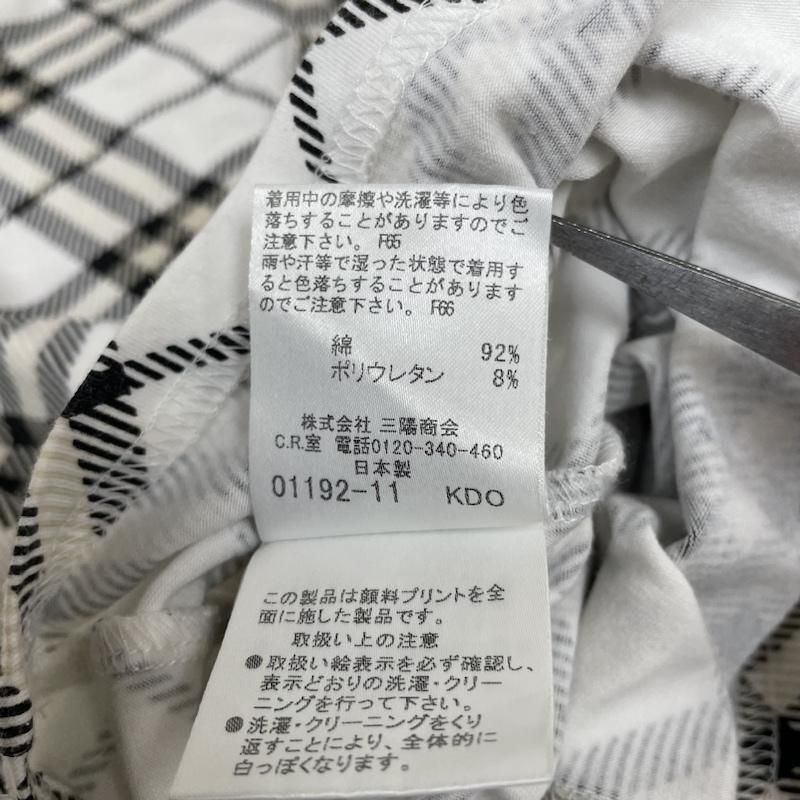 着用中の摩擦や洗濯等により色
落ちすることがありますのでご
注意下さい。 F65
雨や汗等で湿った状態で着用す
ると色落ちすることがあります
のでご注意下さい。 F66
綿 92%
ポリウレタン 8%
株式会社 三陽商会
C.R.室 電話0120-340-460
日本製
01192-11 KDO
この製品は顔料プリントを全
面に施した製品です。
取扱い上の注意
●取扱い絵表示を必ず確認し、
表示どおりの洗濯・クリー
ニングを行って下さい。
●洗濯・クリーニングをくり
返すことにより、全体的に
白っぽくなります。